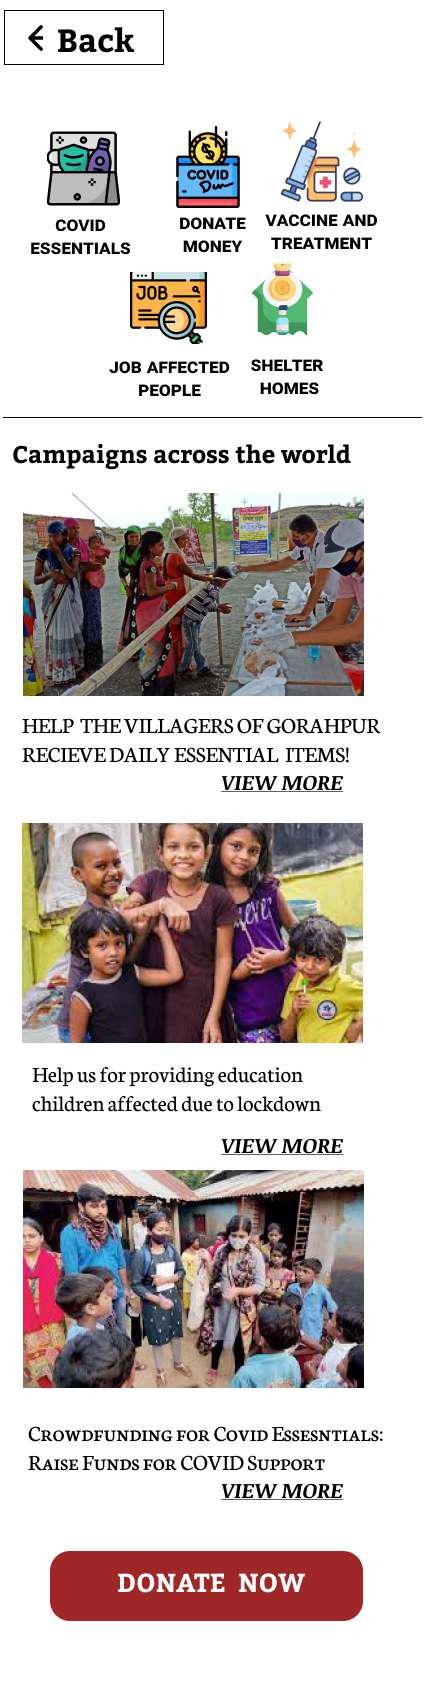 Back
COVID
ESSENTIALS
COVID
DONATE
MONEY
VACCINE AND
TREATMENT
JOB
JOB AFFECTED
PEOPLE
SHELTER
HOMES
Campaigns across the world
HELP THE VILLAGERS OF GORAHPUR
RECIEVE DAILY ESSENTIAL ITEMS!
VIEW MORE
Help us for providing education
children affected due to lockdown
VIEW MORE
CROWDFUNDING FOR COVID ESSESNTIALS:
RAISE FUNDS FOR COVID SUPPORT
VIEW MORE
DONATE NOW